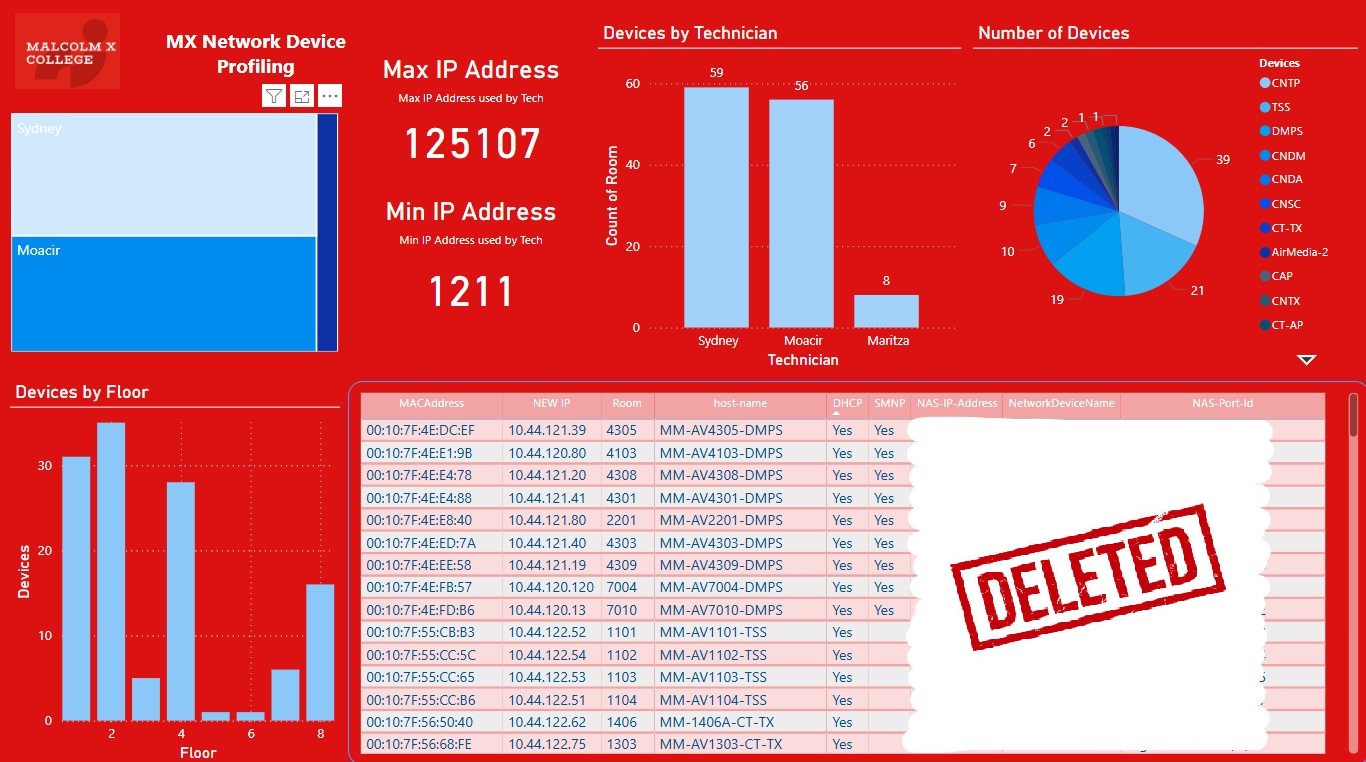 MALCOLM X
COLLEGE
MX Network Device
Profiling
Sydney
Moacir
Max IP Address
Max IP Address used by Tech
125107
Min IP Address
Min IP Address used by Tech
1211
Devices by Technician
Count of Room
60
40
20
0
59
56
8
Sydney Moacir Maritza
Technician
Number of Devices
39
21
19
10
9
7
6
2
2
1
1
Devices
CNTP
TSS
DMPS
CNDM
CNDA
CNSC
CT-TX
AirMedia-2
CAP
CNTX
CT-AP
Devices by Floor
Devices
30
20
10
0
2 4 6 8
Floor
MACAddress NEW IP Room host-name DHCP SMNP NAS-IP-Address NetworkDeviceName NAS-Port-Id
00:10:7F:4E:DC:EF 10.44.121.39 4305 MM-AV4305-DMPS Yes Yes
00:10:7F:4E:E1:9B 10.44.120.80 4103 MM-AV4103-DMPS Yes Yes
00:10:7F:4E:E4:78 10.44.121.20 4308 MM-AV4308-DMPS Yes Yes
00:10:7F:4E:E4:88 10.44.121.41 4301 MM-AV4301-DMPS Yes Yes
00:10:7F:4E:E8:40 10.44.121.80 2201 MM-AV2201-DMPS Yes Yes
00:10:7F:4E:ED:7A 10.44.121.40 4303 MM-AV4303-DMPS Yes Yes
00:10:7F:4E:EE:58 10.44.121.19 4309 MM-AV4309-DMPS Yes Yes
00:10:7F:4E:FB:57 10.44.120.120 7004 MM-AV7004-DMPS Yes Yes
00:10:7F:4E:FD:B6 10.44.120.13 7010 MM-AV7010-DMPS Yes Yes
00:10:7F:55:CB:B3 10.44.122.52 1101 MM-AV1101-TSS Yes
00:10:7F:55:CC:5C 10.44.122.54 1102 MM-AV1102-TSS Yes
00:10:7F:55:CC:65 10.44.122.53 1103 MM-AV1103-TSS Yes
00:10:7F:55:CC:B6 10.44.122.51 1104 MM-AV1104-TSS Yes
00:10:7F:56:50:40 10.44.122.62 1406 MM-1406A-CT-TX Yes
00:10:7F:56:68:FE 10.44.122.75 1303 MM-AV1303-CT-TX Yes
DELETED